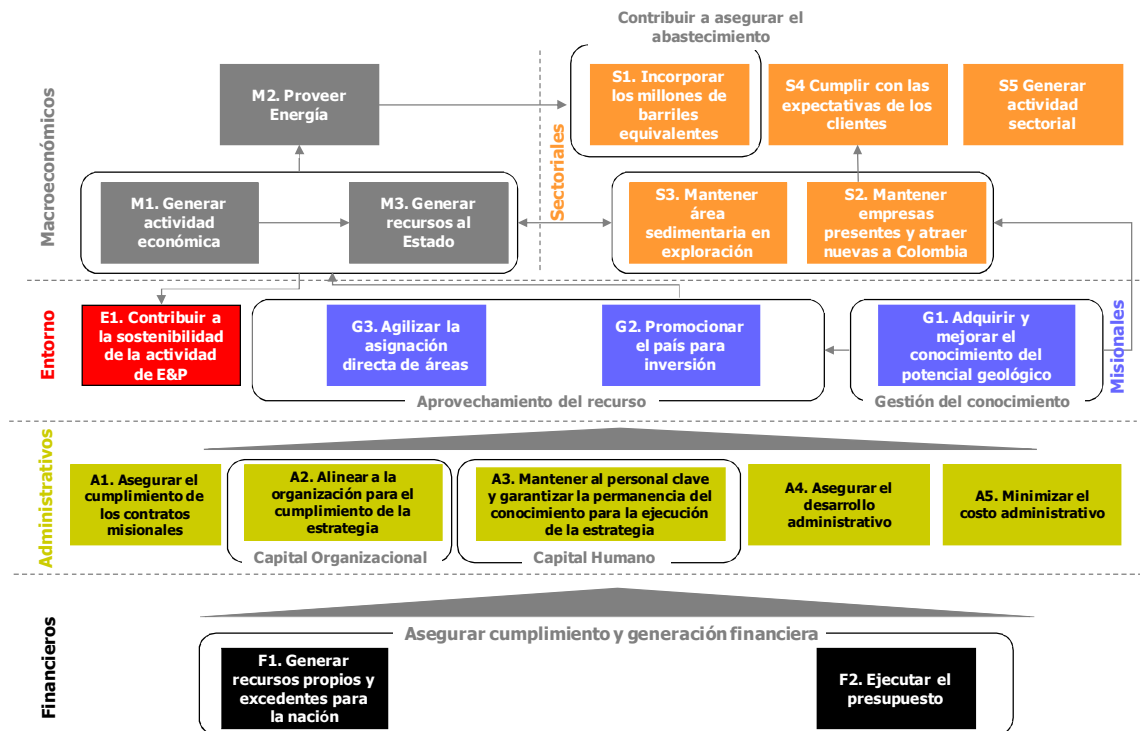 Contribuir a asegurar el
abastecimiento
Macroeconómicos
M2. Proveer
Energía
Sectoriales
S1. Incorporar
los millones de
barriles
equivalentes
S4 Cumplir con las
expectativas de los
clientes
S5 Generar
actividad
sectorial
M1. Generar
actividad
económica
M3. Generar
recursos al
Estado
S3. Mantener
área
sedimentaria en
exploración
S2. Mantener
empresas
presentes y atraer
nuevas a Colombia
Entorno
E1. Contribuir a
la sostenibilidad
de la actividad
de E&P
G3. Agilizar la
asignación
directa de áreas
G2. Promocionar
el país para
inversión
G1. Adquirir y
mejorar el
conocimiento del
potencial geológico
Misionales
Aprovechamiento del recurso
Gestión del conocimiento
Administrativos
A1. Asegurar el
cumplimiento de
los contratos
misionales
A2. Alinear a la
organización para el
cumplimiento de la
estrategia
A3. Mantener al personal clave
y garantizar la permanencia del
conocimiento para la ejecución
de la estrategia
A4. Asegurar el
desarrollo
administrativo
A5. Minimizar el
costo administrativo
Capital Organizacional
Capital Humano
Financieros
Asegurar cumplimiento y generación financiera
F1. Generar
recursos propios y
excedentes para
la nación
F2. Ejecutar el
presupuesto